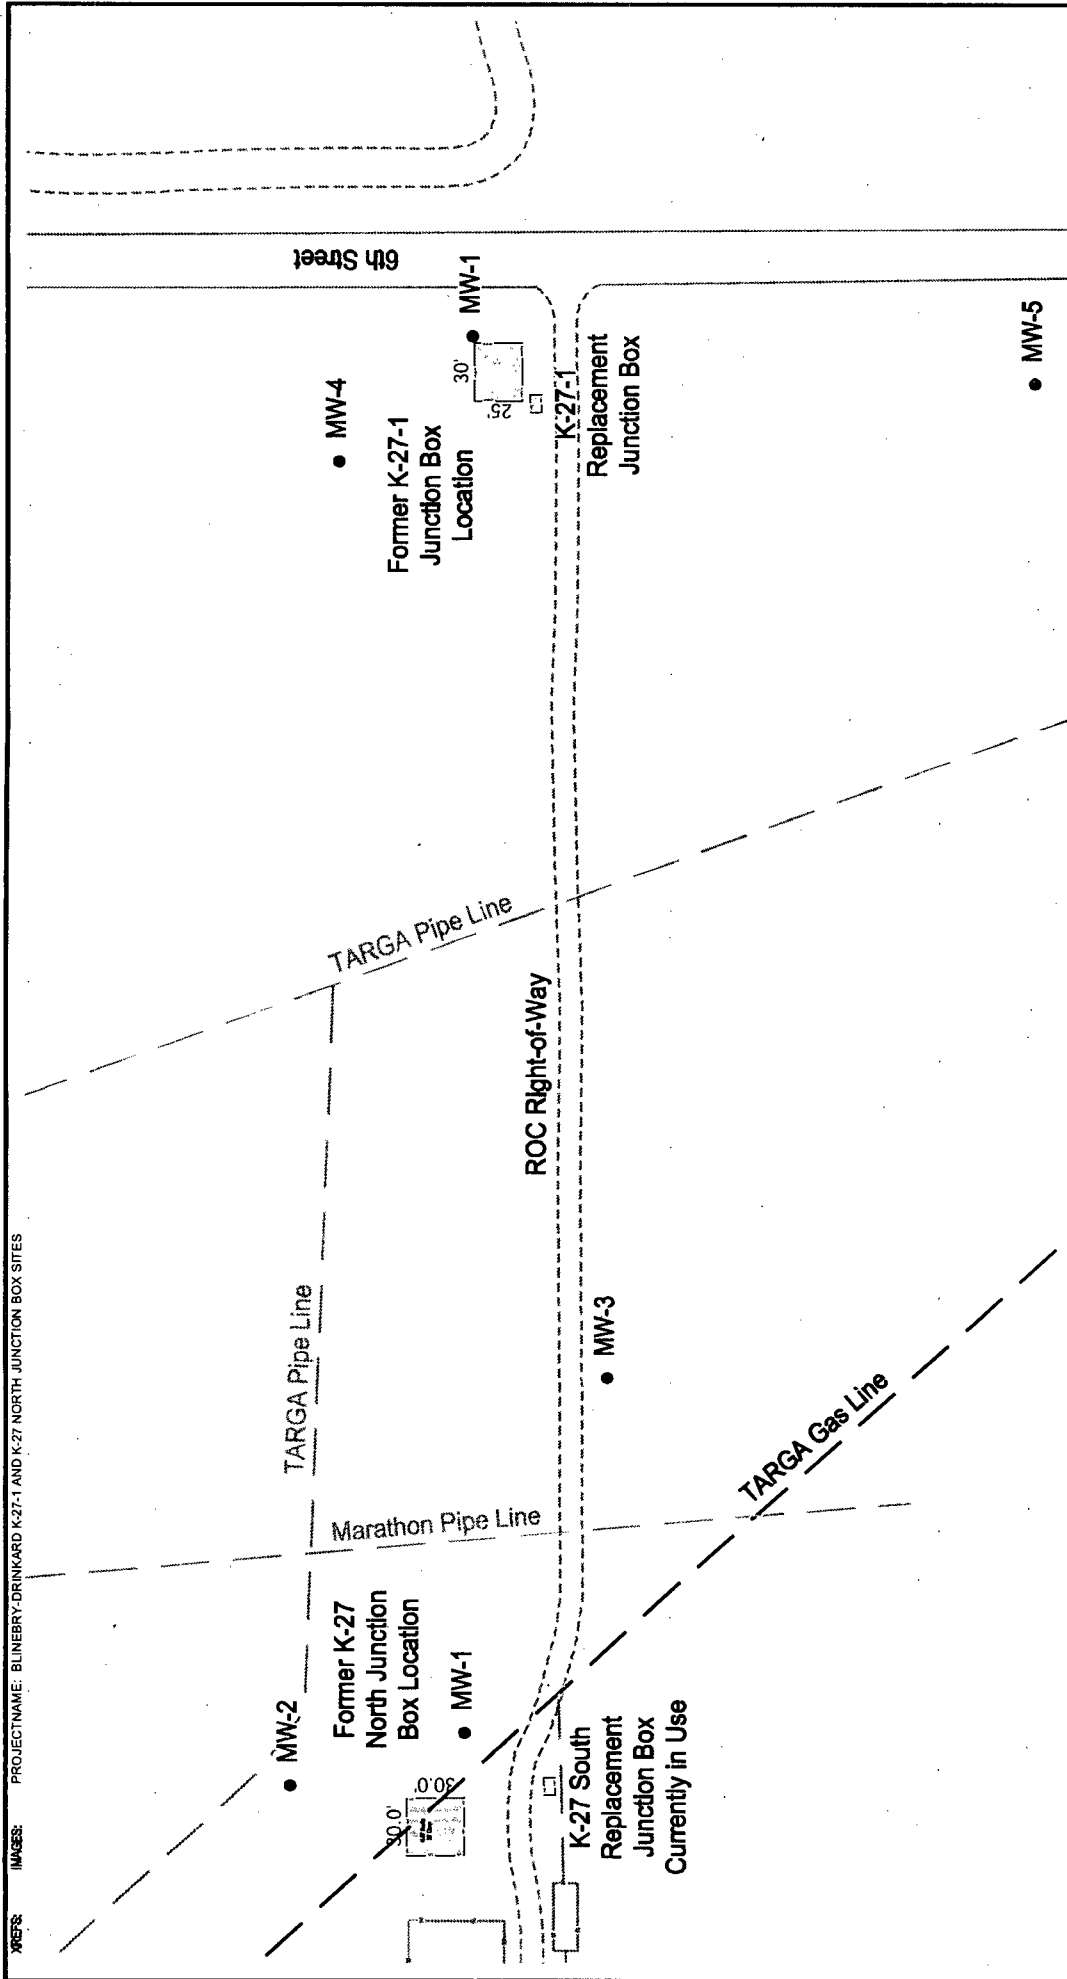 XREFS: IMAGES: PROJECTNAME: BLINEBRY-DRINKARD K-27-1 AND K-27 NORTH JUNCTION BOX SITES
MW-2
Former K-27
North Junction
Box Location
MW-1
30.0'
30.0'
K-27 South
Replacement
Junction Box
Currently in Use
Marathon Pipe Line
TARGA Pipe Line
TARGA Gas Line
MW-3
ROC Right-of-Way
TARGA Pipe Line
MW-4
Former K-27-1
Junction Box
Location
30'
25'
MW-1
K-27-1
Replacement
Junction Box
6th Street
MW-5